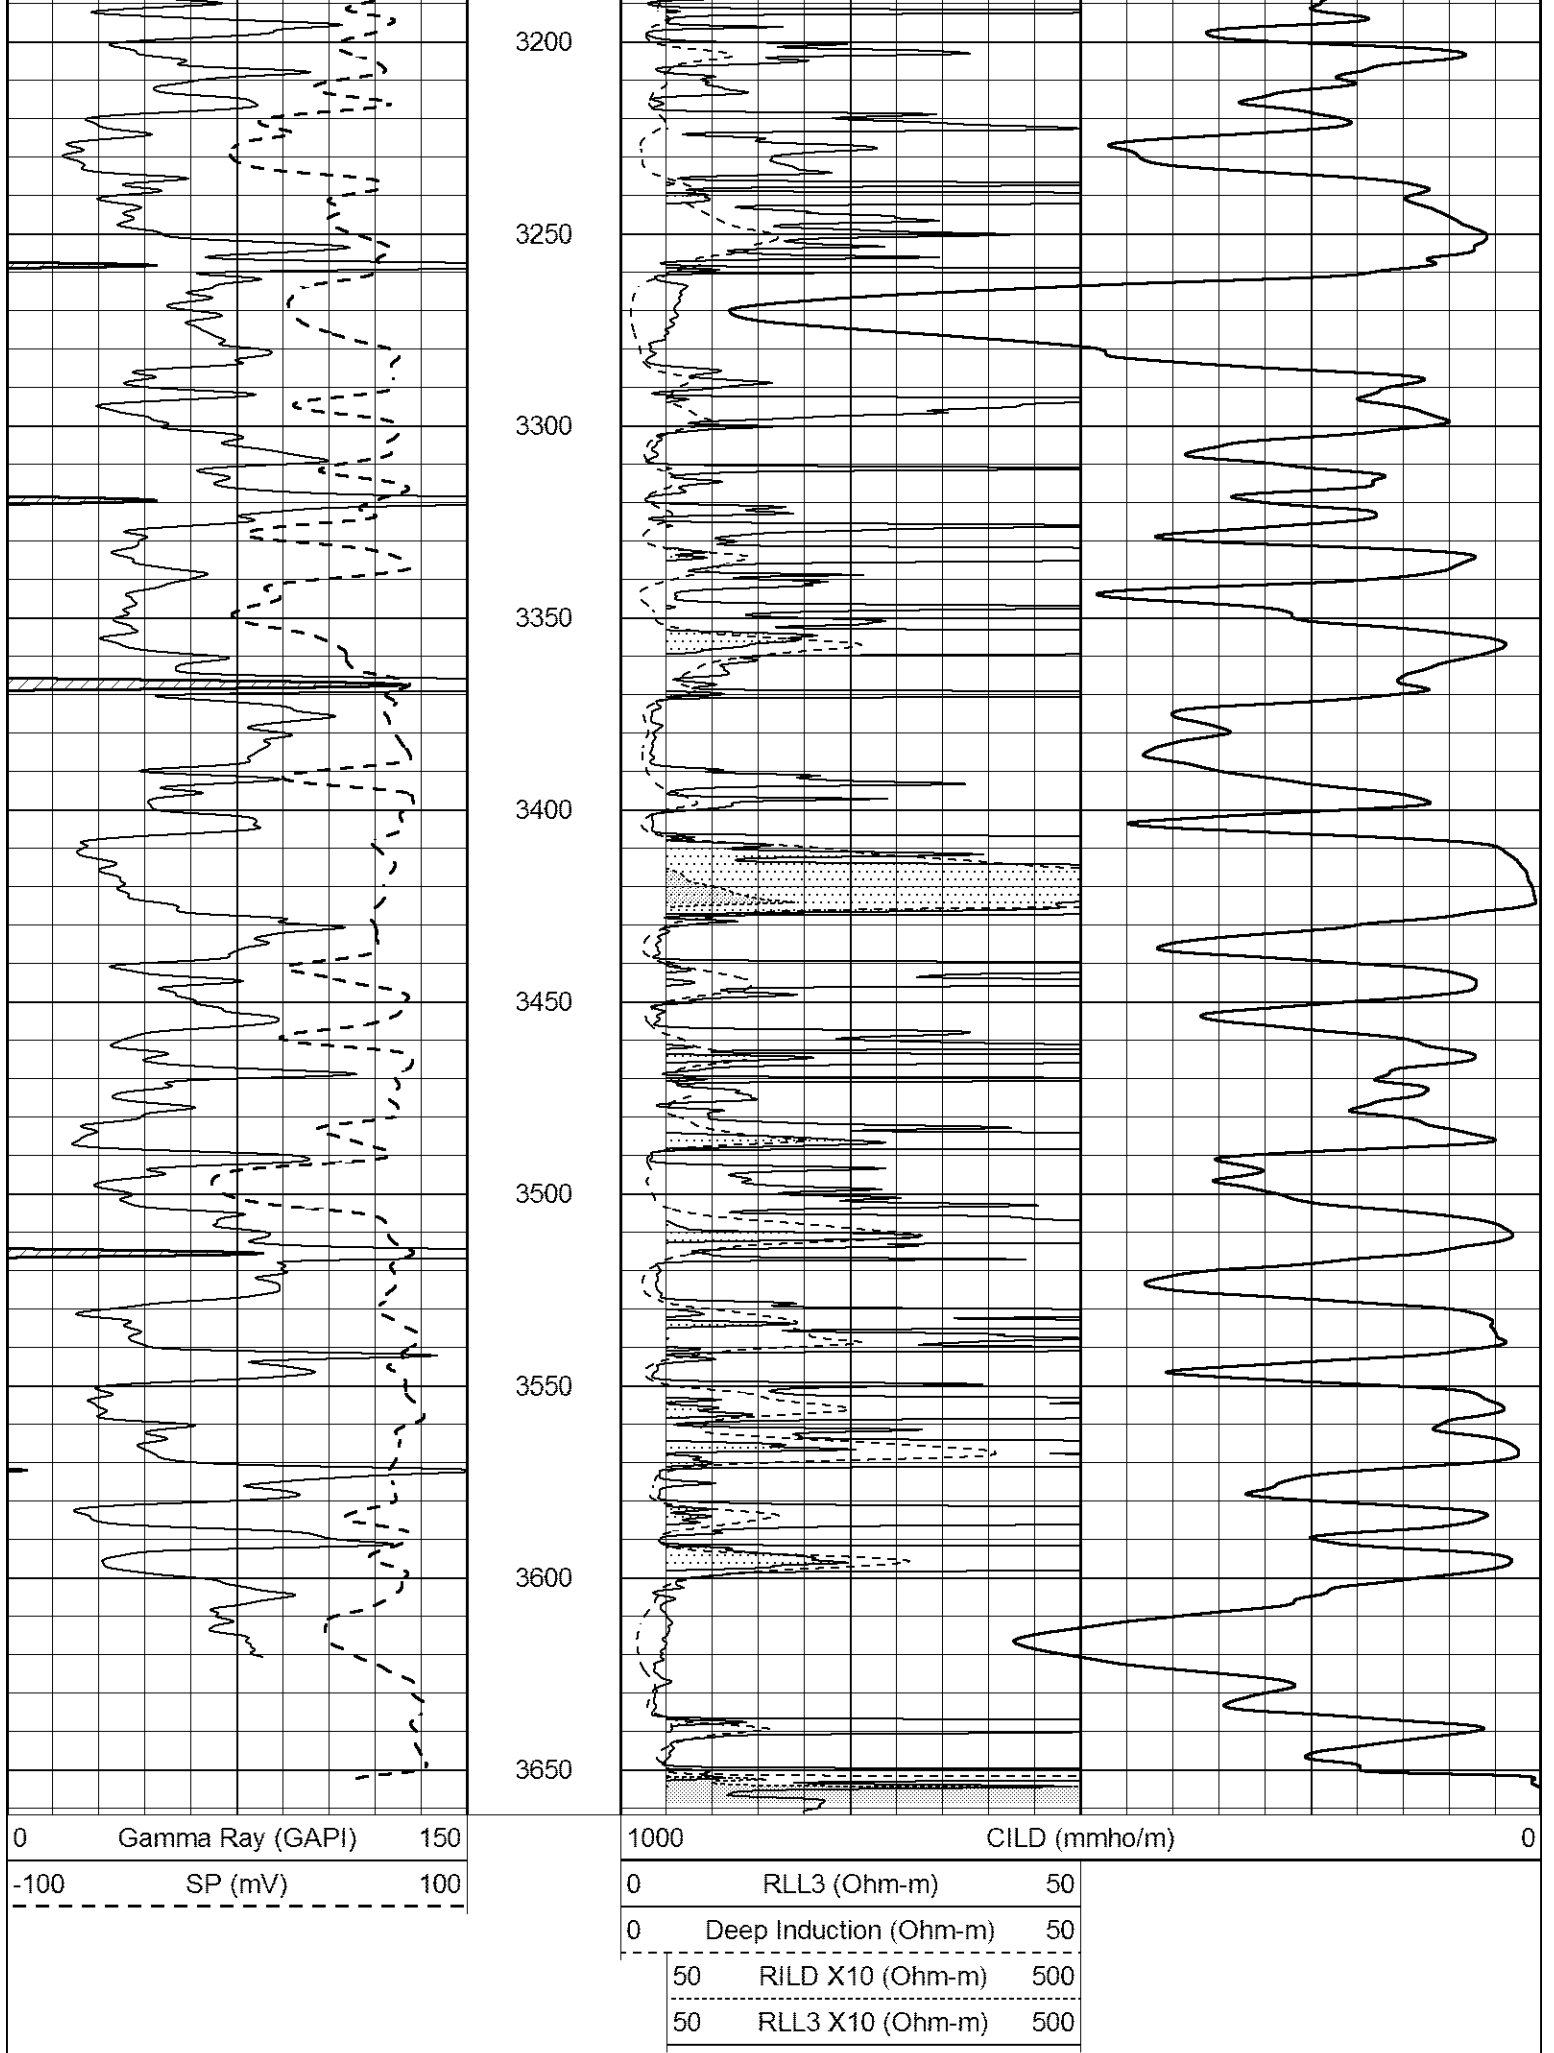 3200
3250
3300
3350
3400
3450
3500
3550
3600
3650
0 Gamma Ray (GAPI) 150
1000 CILD (mmho/m) 0
-100 SP (mV) 100
0 RLL3 (Ohm-m) 50
0 Deep Induction (Ohm-m) 50
50 RILD X10 (Ohm-m) 500
50 RLL3 X10 (Ohm-m) 500